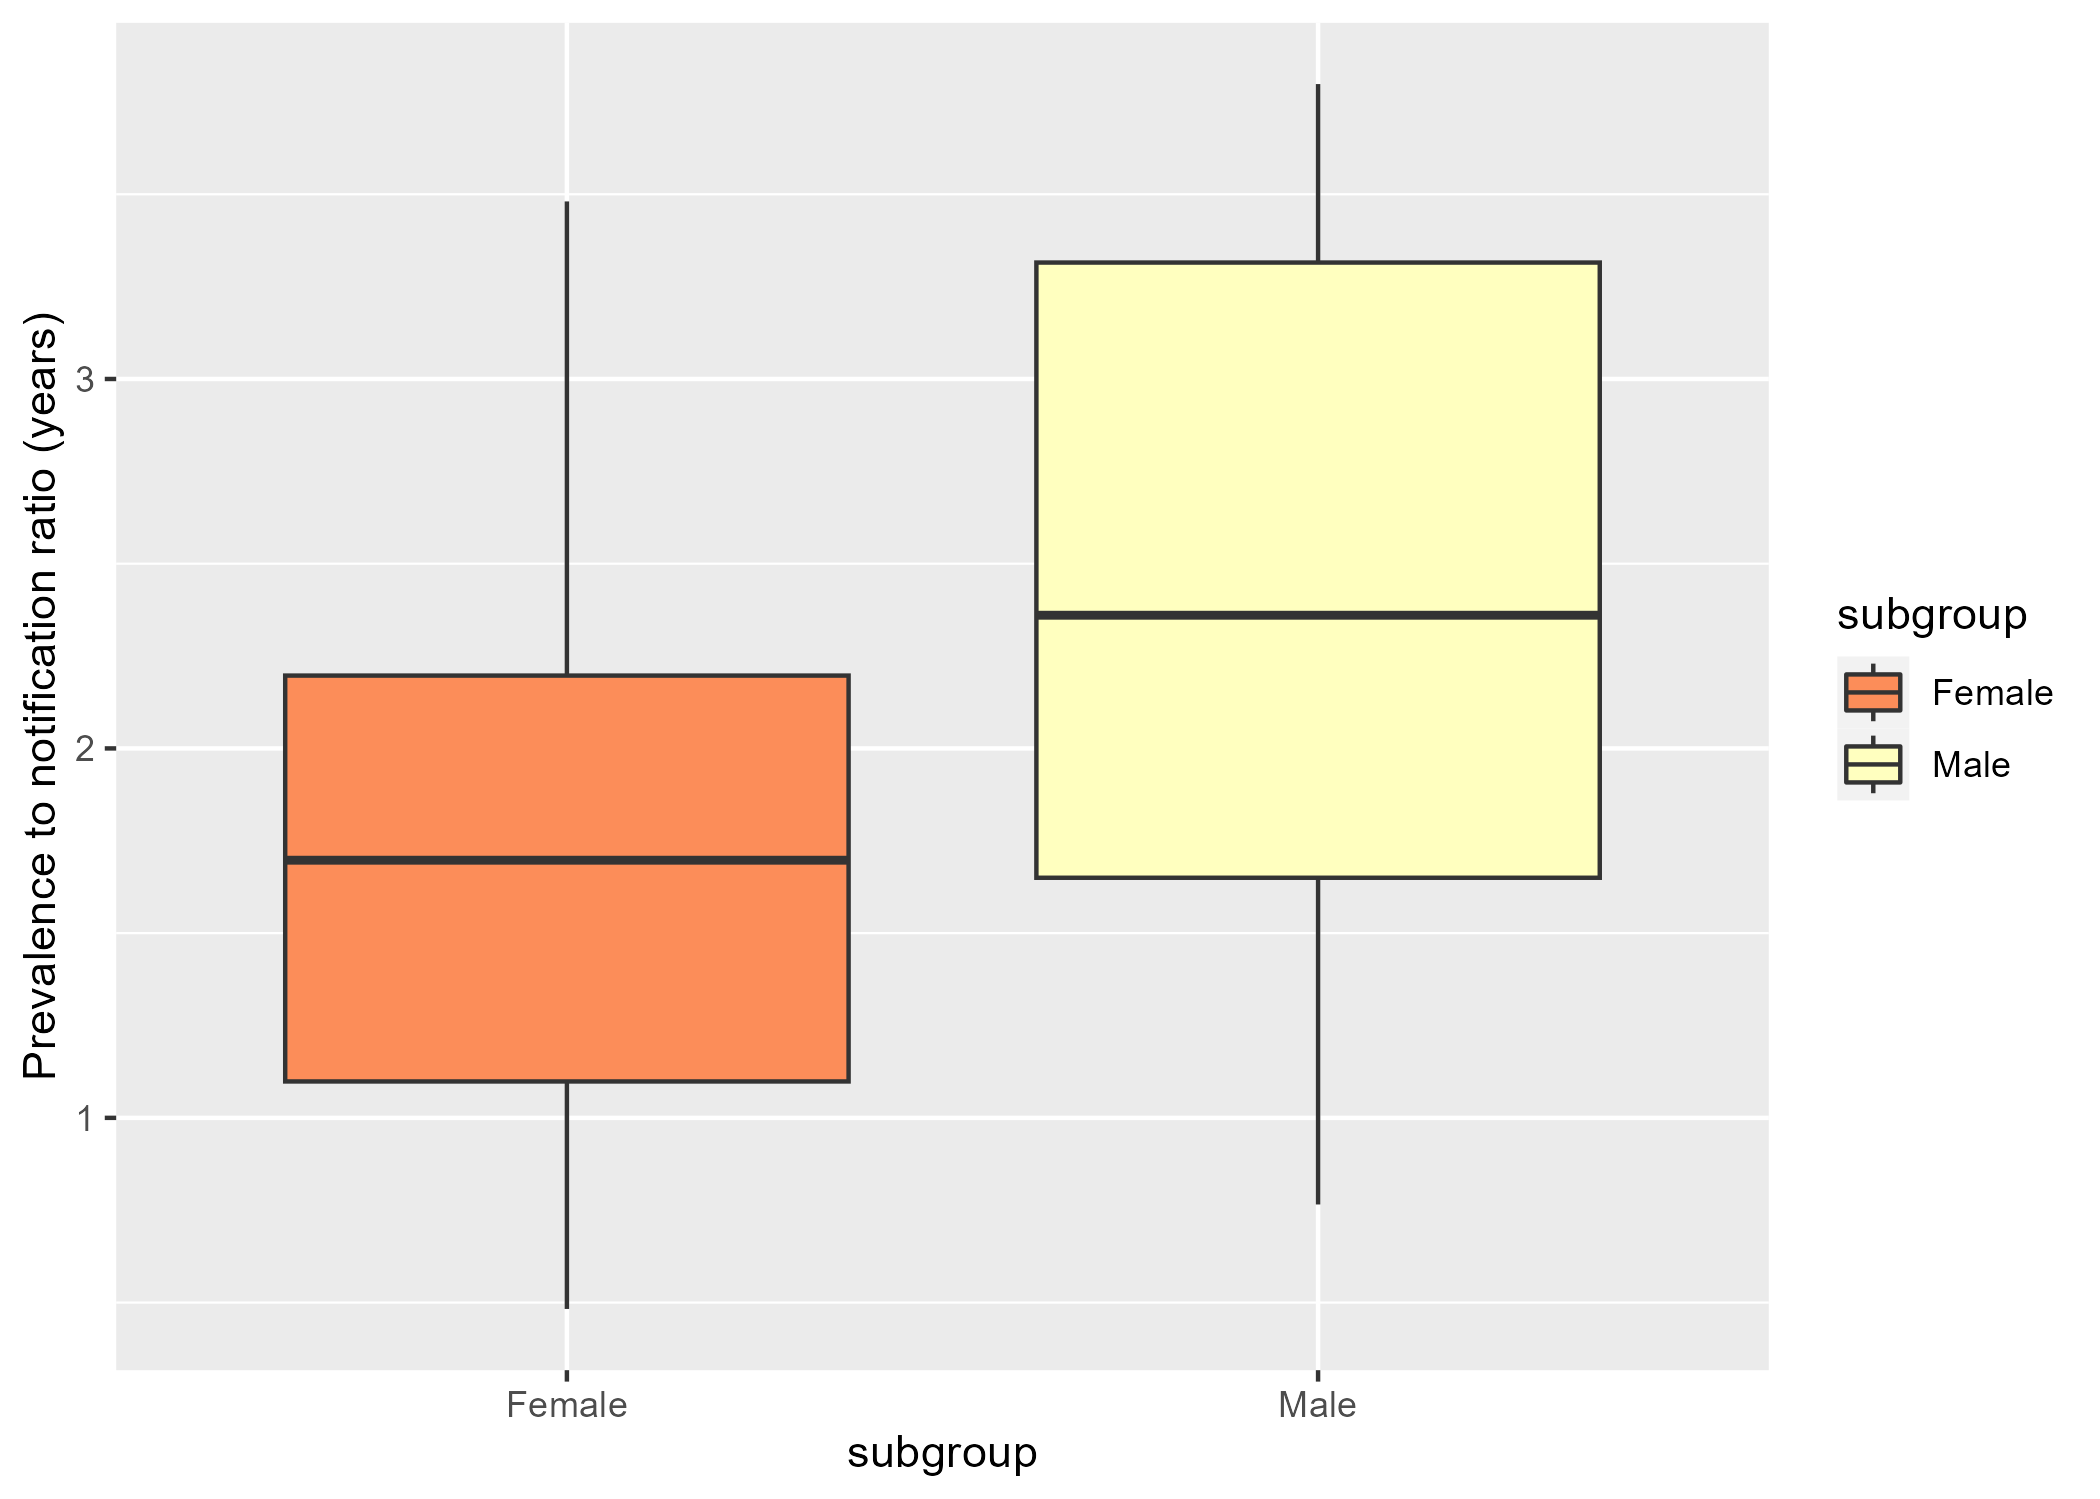 Prevalence to notification ratio (years)
3
2
1
Female
Male
subgroup
subgroup
Female
Male